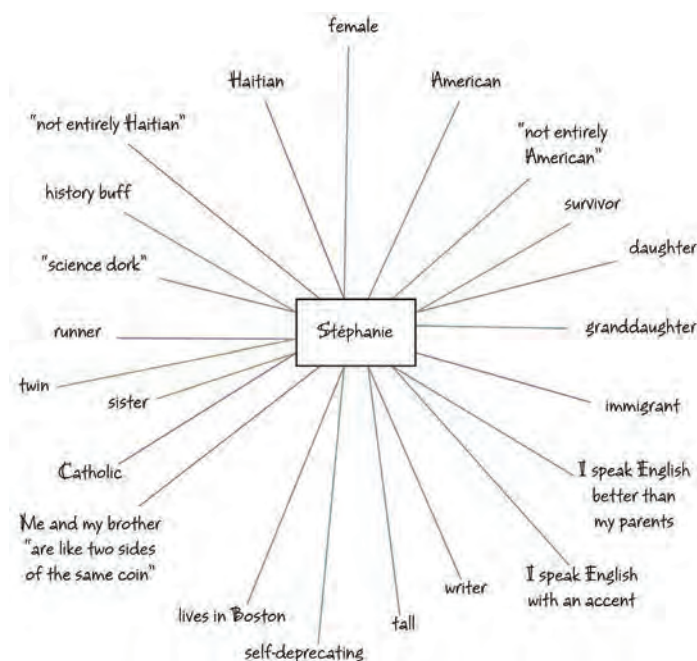 female
Haitian
American
"not entirely Haitian"
"not entirely
American"
history buff
survivor
"science dork"
daughter
Stéphanie
runner
granddaughter
twin
sister
immigrant
Catholic
I speak English
better than
my parents
Me and my brother
"are like two sides
of the same coin"
I speak English
with an accent
writer
lives in Boston
tall
self-deprecating